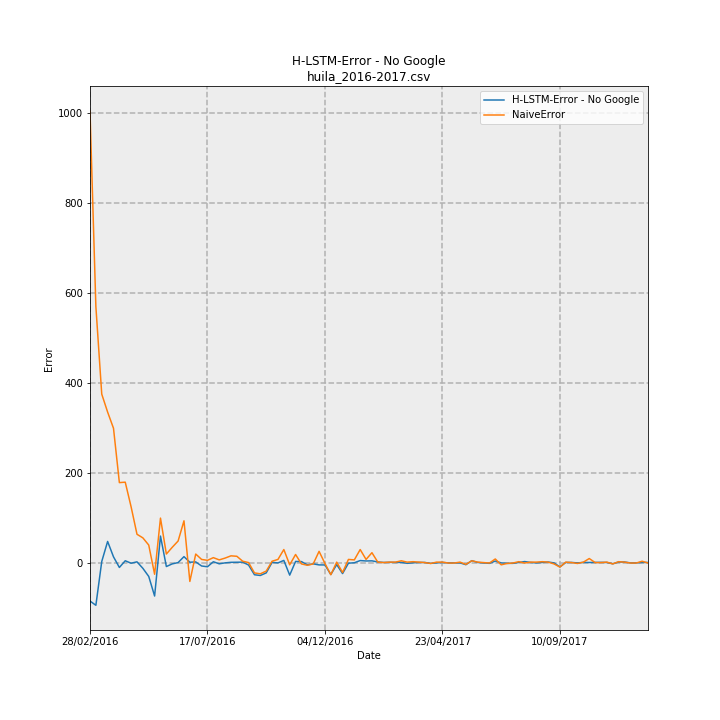 H-LSTM-Error - No Google
huila_2016-2017.csv
H-LSTM-Error - No Google
NaiveError
1000
800
600
400
200
0
Error
28/02/2016
17/07/2016
04/12/2016
23/04/2017
10/09/2017
Date